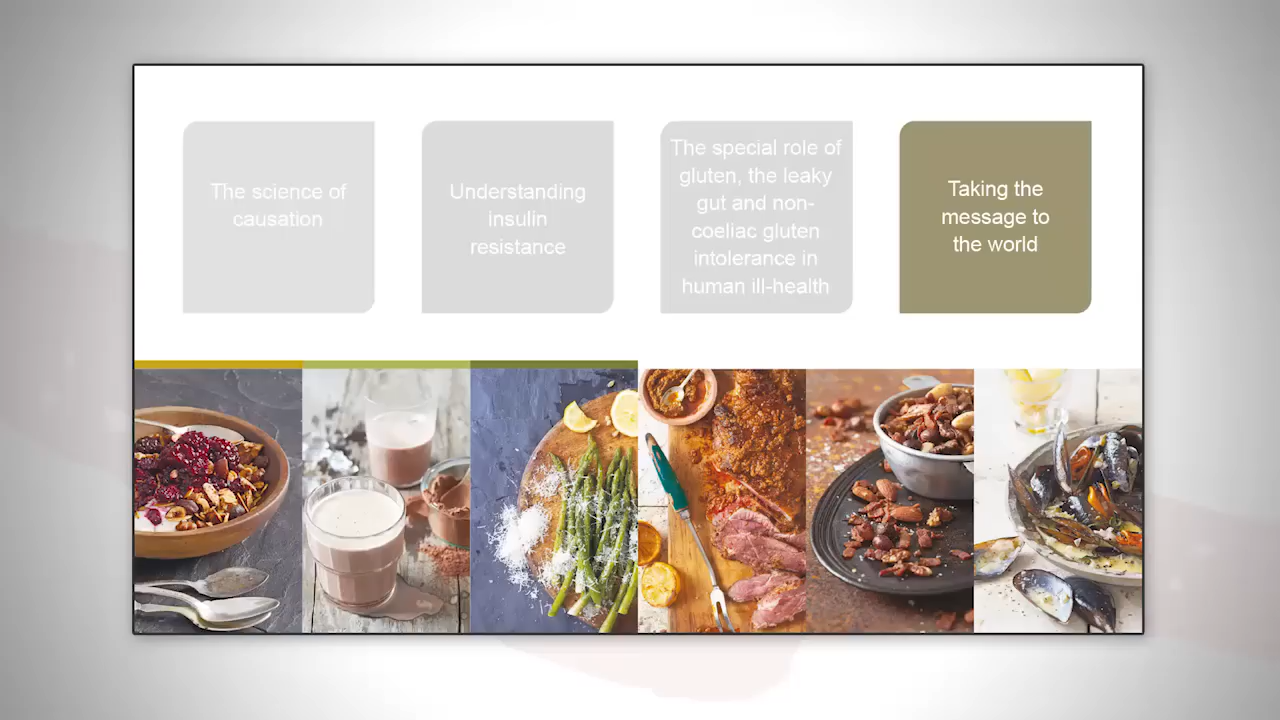 The science of
causation
Understanding
insulin
resistance
The special role of
gluten, the leaky
gut and non-
coeliac gluten
intolerance in
human ill-health
Taking the
message to
the world